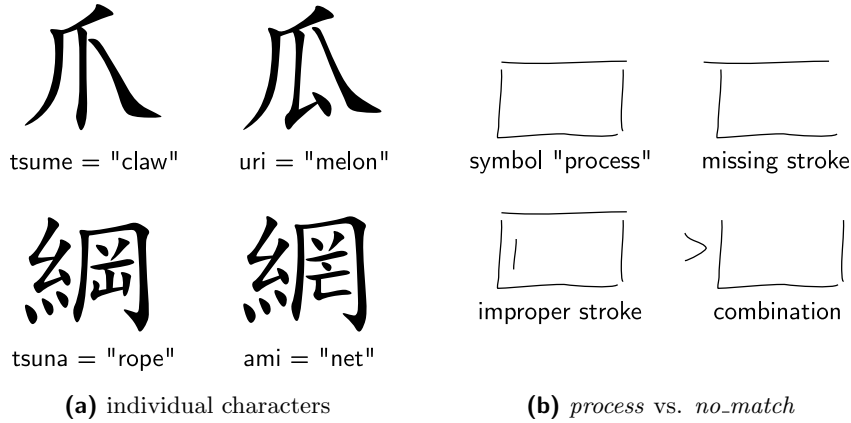 爪 瓜
tsume = "claw" uri = "melon" symbol "process" missing stroke
綱 網
tsuna = "rope" ami = "net" improper stroke combination
(a) individual characters (b) process vs. no_match